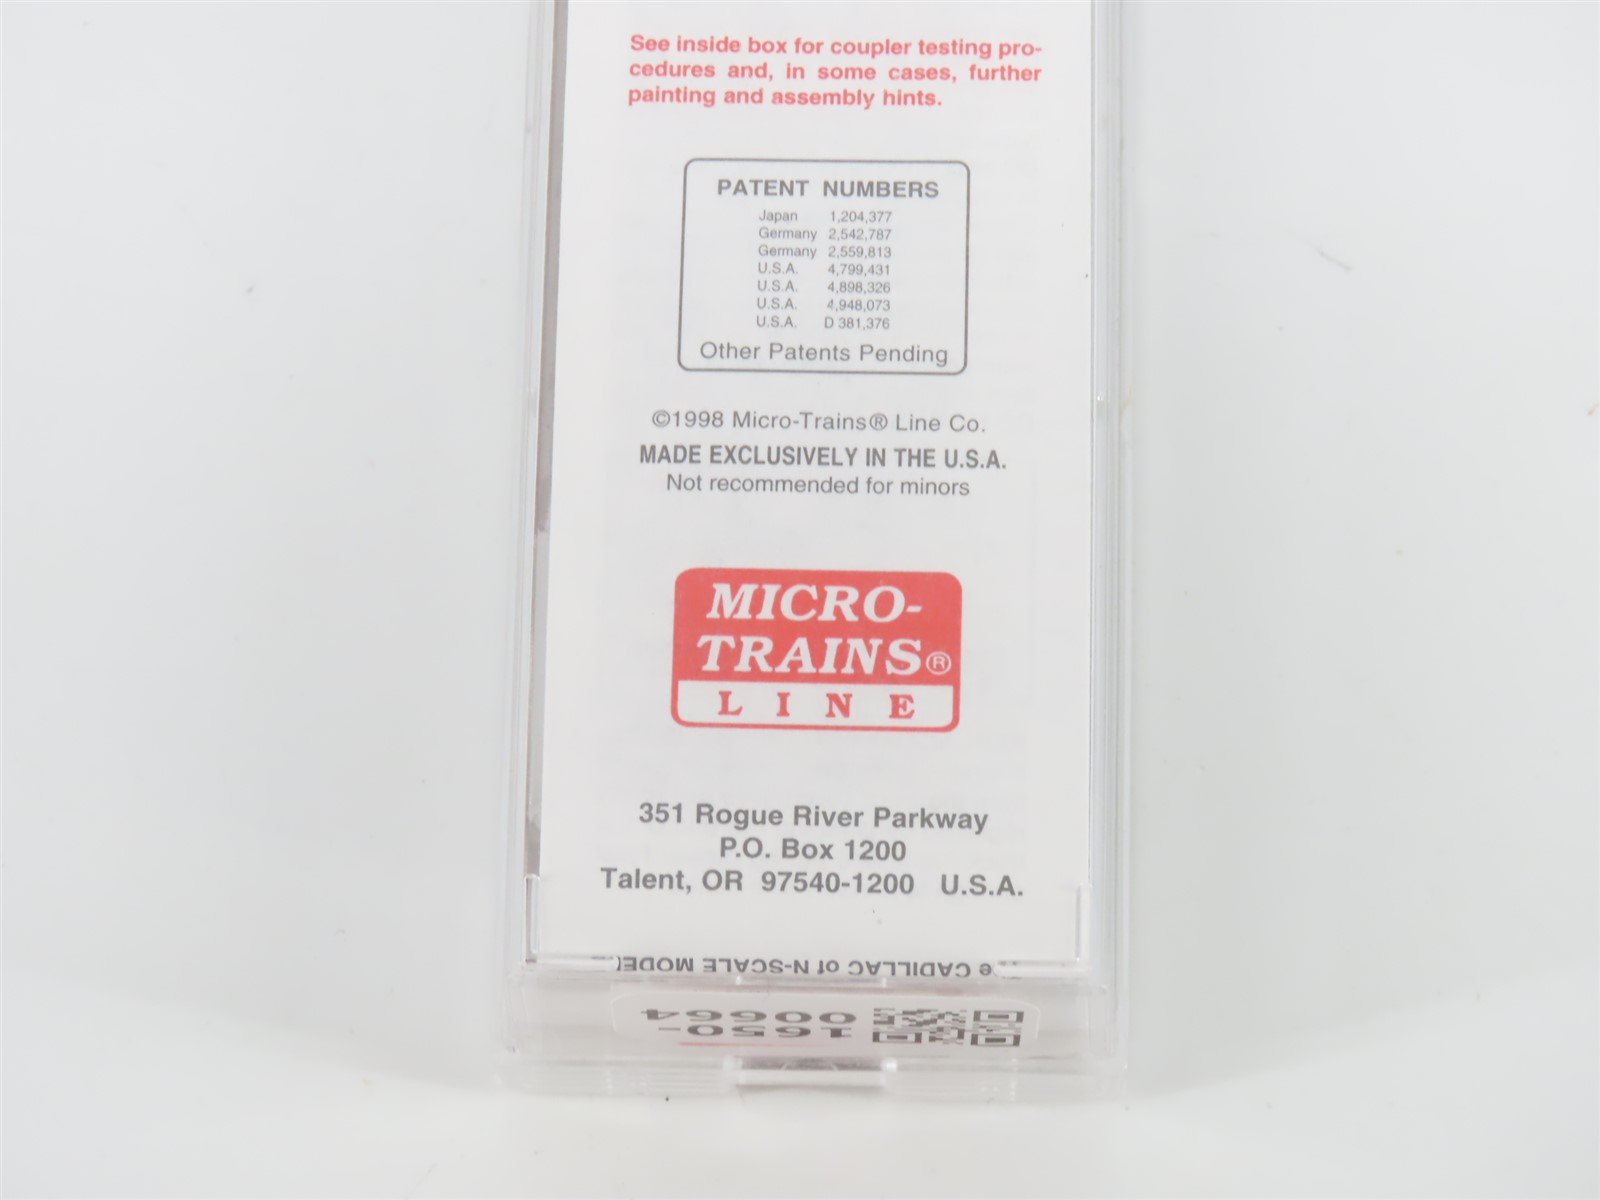 See inside box for coupler testing pro-
cedures and, in some cases, further
painting and assembly hints.
PATENT NUMBERS
Japan 1,204,377
Germany 2,542,787
Germany 2,559,813
U.S.A. 4,799,431
U.S.A. 4,898,326
U.S.A. 4,948,073
U.S.A. D 381,376
Other Patents Pending
©1998 Micro-Trains® Line Co.
MADE EXCLUSIVELY IN THE U.S.A.
Not recommended for minors
MICRO-
TRAINS®
LINE
351 Rogue River Parkway
P.O. Box 1200
Talent, OR 97540-1200 U.S.A.
CADILLAC of N-SCALE
1650-
00664